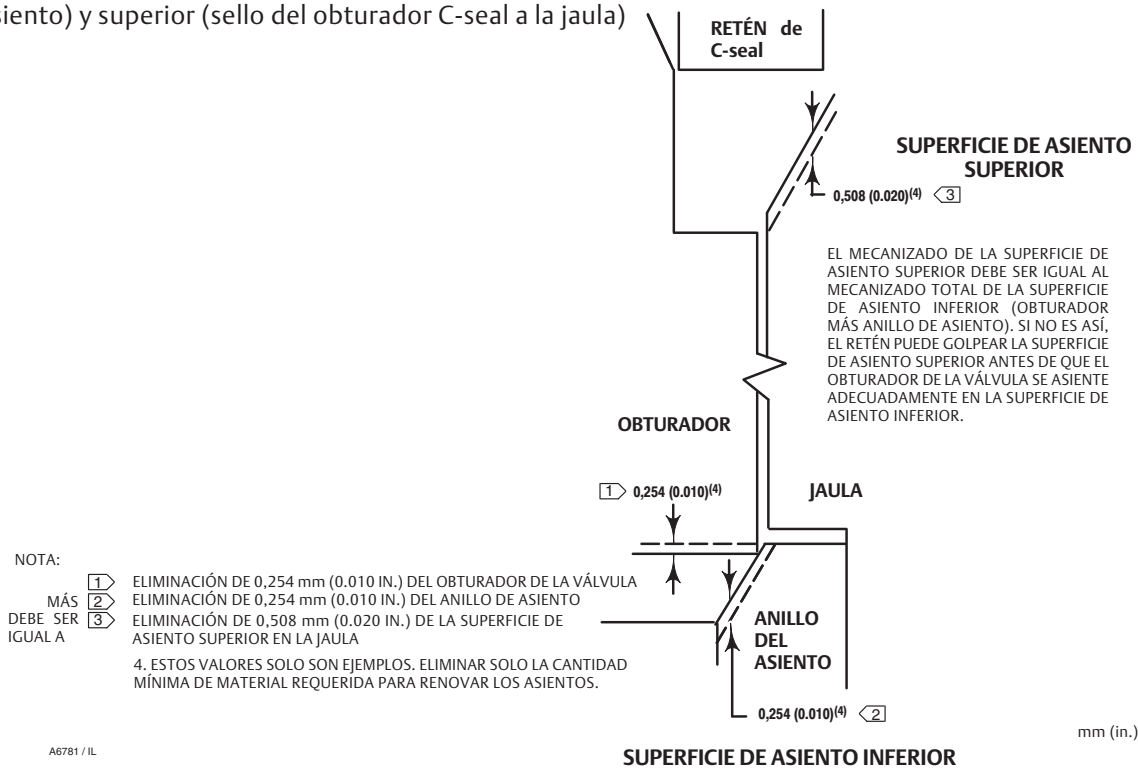 siento) y superior (sello del obturador C-seal a la jaula)
RETÉN de
C-seal
SUPERFICIE DE ASIENTO
SUPERIOR
0,508 (0.020)(4) 3
EL MECANIZADO DE LA SUPERFICIE DE
ASIENTO SUPERIOR DEBE SER IGUAL AL
MECANIZADO TOTAL DE LA SUPERFICIE
DE ASIENTO INFERIOR (OBTURADOR
MÁS ANILLO DE ASIENTO). SI NO ES ASÍ,
EL RETÉN PUEDE GOLPEAR LA SUPERFICIE
DE ASIENTO SUPERIOR ANTES DE QUE EL
OBTURADOR DE LA VÁLVULA SE ASIENTE
ADECUADAMENTE EN LA SUPERFICIE DE
ASIENTO INFERIOR.
OBTURADOR
1 0,254 (0.010)(4)
JAULA
NOTA:
1 ELIMINACIÓN DE 0,254 mm (0.010 IN.) DEL OBTURADOR DE LA VÁLVULA
MÁS 2 ELIMINACIÓN DE 0,254 mm (0.010 IN.) DEL ANILLO DE ASIENTO
DEBE SER 3 ELIMINACIÓN DE 0,508 mm (0.020 IN.) DE LA SUPERFICIE DE
IGUAL A ASIENTO SUPERIOR EN LA JAULA
4. ESTOS VALORES SOLO SON EJEMPLOS. ELIMINAR SOLO LA CANTIDAD
MÍNIMA DE MATERIAL REQUERIDA PARA RENOVAR LOS ASIENTOS.
ANILLO
DEL
ASIENTO
0,254 (0.010)(4) 2
mm (in.)
A6781 / IL
SUPERFICIE DE ASIENTO INFERIOR